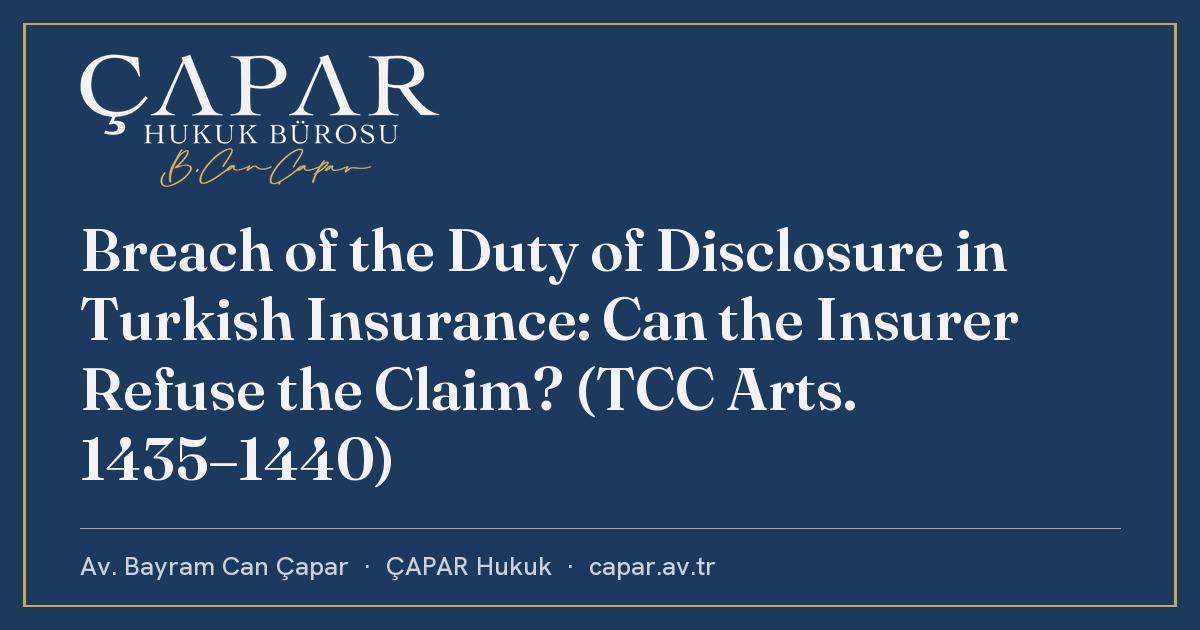 ÇAPAR
HUKUK BÜROSU
B.Can Çapar
Breach of the Duty of Disclosure in
Turkish Insurance: Can the Insurer
Refuse the Claim? (TCC Arts.
1435–1440)
Av. Bayram Can Çapar · ÇAPAR Hukuk · capar.av.tr